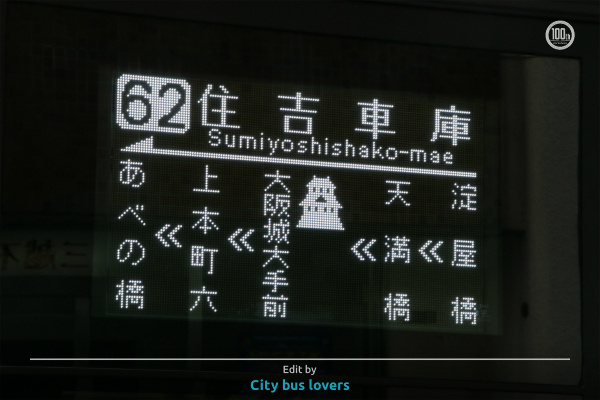 100th
62 住吉車庫
Sumiyoshishako-mae
あべの橋
«
上本町六
«
大阪城大手前
«
天満橋
«
淀屋橋
Edit by
City bus lovers